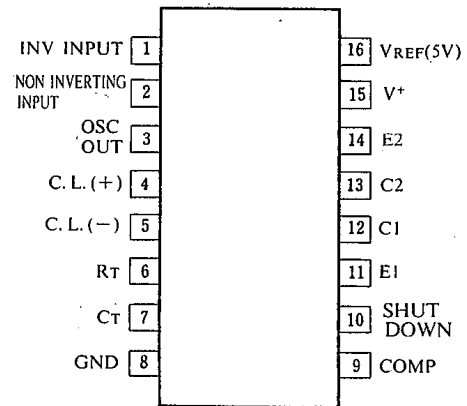 INV INPUT 1
NON INVERTING
INPUT 2
OSC
OUT 3
C. L. (+) 4
C. L. (−) 5
RT 6
CT 7
GND 8
16 VREF(5V)
15 V+
14 E2
13 C2
12 C1
11 E1
10 SHUT
DOWN
9 COMP